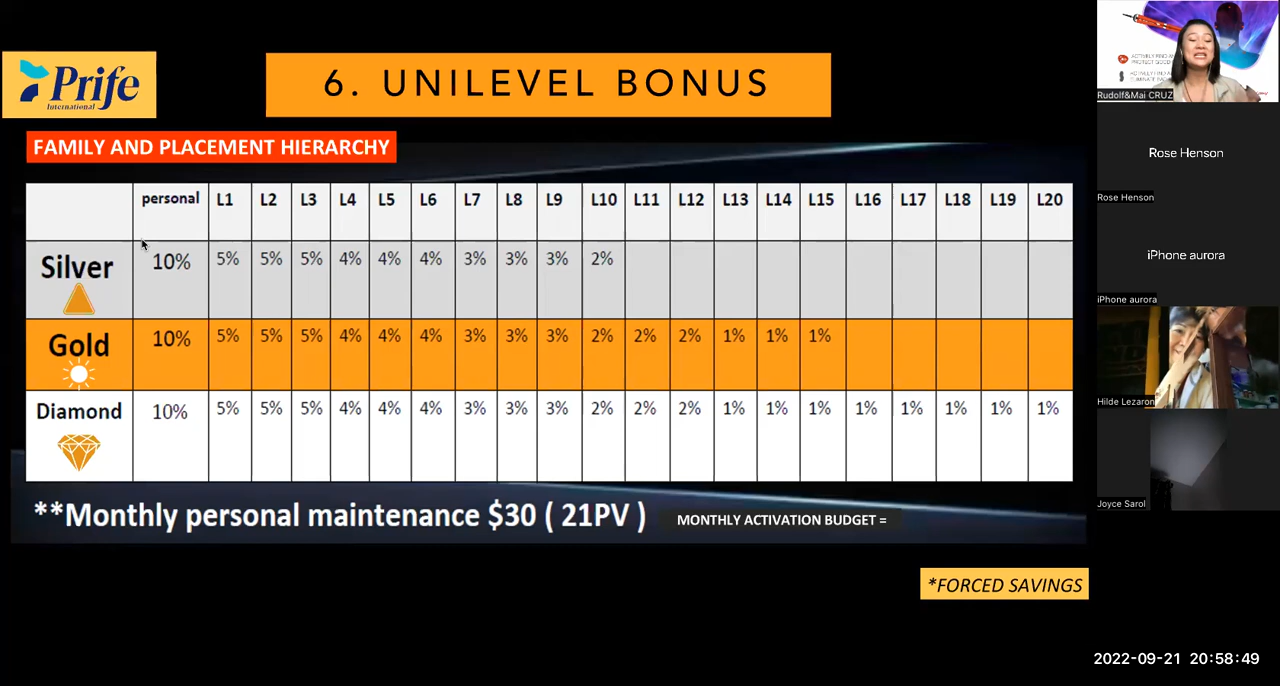 Prife
International
6. UNILEVEL BONUS
FAMILY AND PLACEMENT HIERARCHY
personal L1 L2 L3 L4 L5 L6 L7 L8 L9 L10 L11 L12 L13 L14 L15 L16 L17 L18 L19 L20
Silver 10% 5% 5% 5% 4% 4% 4% 3% 3% 3% 2%
Gold 10% 5% 5% 5% 4% 4% 4% 3% 3% 3% 2% 2% 2% 1% 1% 1%
Diamond 10% 5% 5% 5% 4% 4% 4% 3% 3% 3% 2% 2% 2% 1% 1% 1% 1% 1% 1% 1% 1%
**Monthly personal maintenance $30 ( 21PV )
MONTHLY ACTIVATION BUDGET =
*FORCED SAVINGS
Rudolf&Mai CRUZ
Rose Henson
Rose Henson
iPhone aurora
iPhone aurora
Hilde Lezaron
Joyce Sarol
2022-09-21 20:58:49